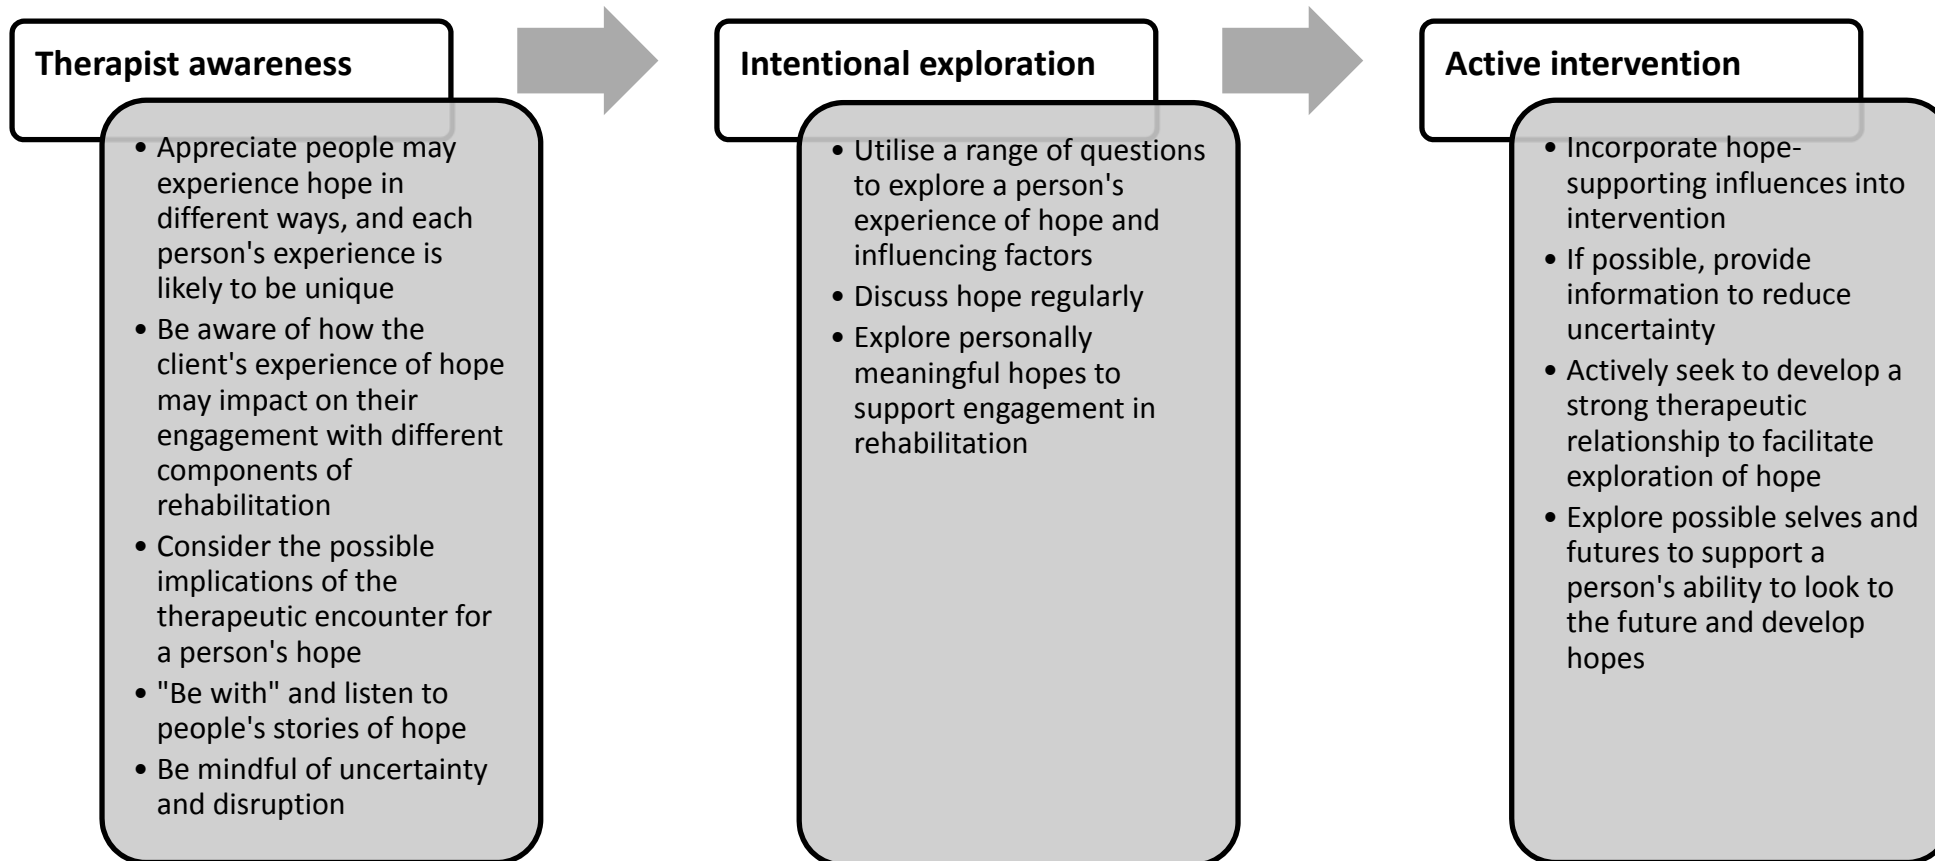 Therapist awareness
• Appreciate people may
experience hope in
different ways, and each
person's experience is
likely to be unique
• Be aware of how the
client's experience of hope
may impact on their
engagement with different
components of
rehabilitation
• Consider the possible
implications of the
therapeutic encounter for
a person's hope
• "Be with" and listen to
people's stories of hope
• Be mindful of uncertainty
and disruption
Intentional exploration
• Utilise a range of questions
to explore a person's
experience of hope and
influencing factors
• Discuss hope regularly
• Explore personally
meaningful hopes to
support engagement in
rehabilitation
Active intervention
• Incorporate hope-
supporting influences into
intervention
• If possible, provide
information to reduce
uncertainty
• Actively seek to develop a
strong therapeutic
relationship to facilitate
exploration of hope
• Explore possible selves and
futures to support a
person's ability to look to
the future and develop
hopes